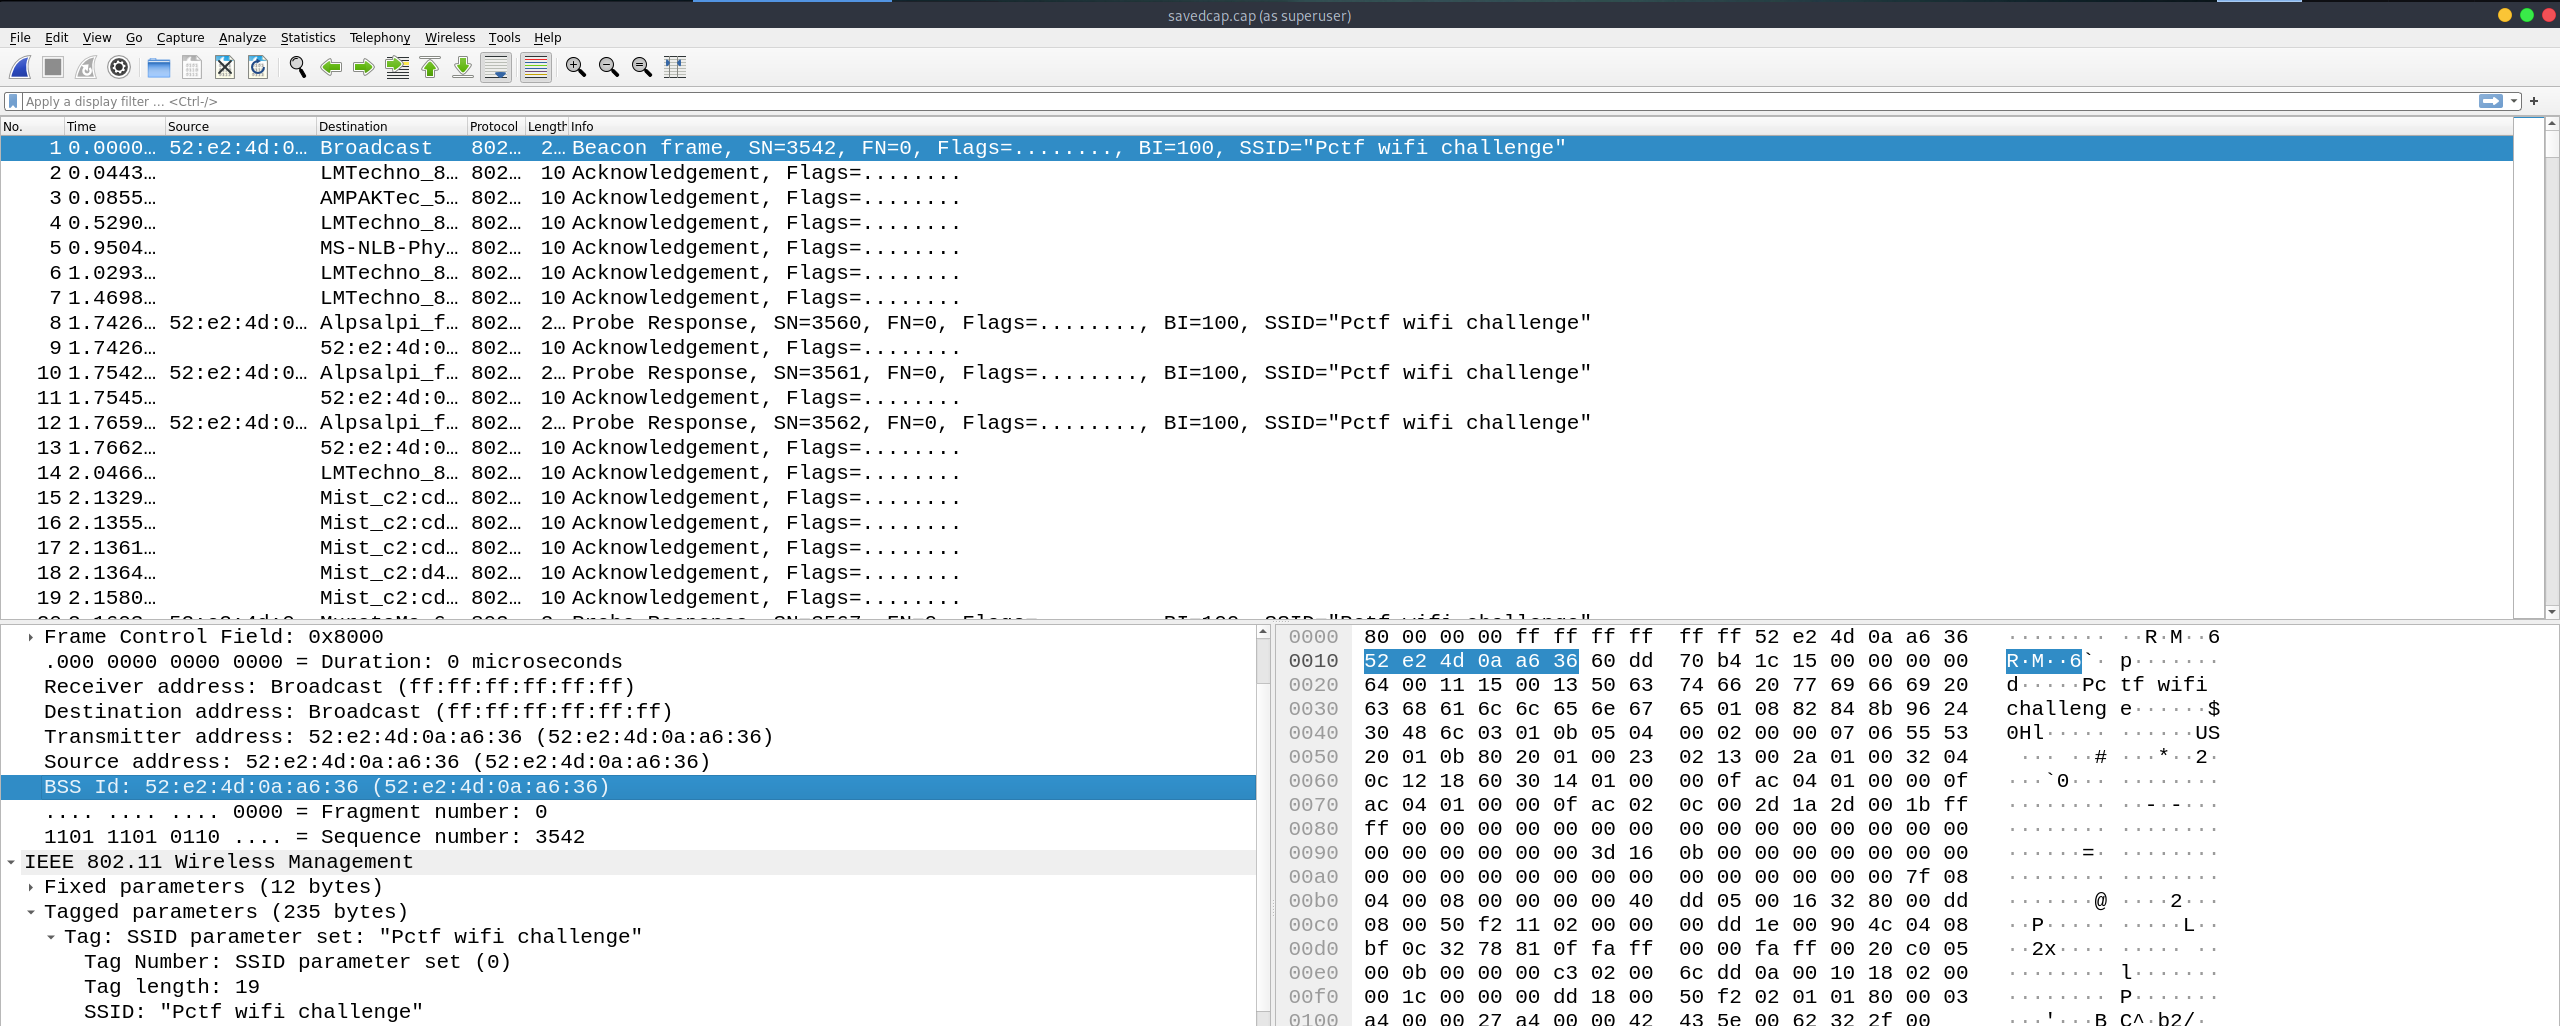 savedcap.cap (as superuser)
File Edit View Go Capture Analyze Statistics Telephony Wireless Tools Help
Apply a display filter ... <Ctrl-/>
No. Time Source Destination Protocol Length Info
1 0.0000… 52:e2:4d:0… Broadcast 802… 2… Beacon frame, SN=3542, FN=0, Flags=........, BI=100, SSID="Pctf wifi challenge"
2 0.0443… LMTechno_8… 802… 10 Acknowledgement, Flags=........
3 0.0855… AMPAKTec_5… 802… 10 Acknowledgement, Flags=........
4 0.5290… LMTechno_8… 802… 10 Acknowledgement, Flags=........
5 0.9504… MS-NLB-Phy… 802… 10 Acknowledgement, Flags=........
6 1.0293… LMTechno_8… 802… 10 Acknowledgement, Flags=........
7 1.4698… LMTechno_8… 802… 10 Acknowledgement, Flags=........
8 1.7426… 52:e2:4d:0… Alpsalpi_f… 802… 2… Probe Response, SN=3560, FN=0, Flags=........, BI=100, SSID="Pctf wifi challenge"
9 1.7426… 52:e2:4d:0… 802… 10 Acknowledgement, Flags=........
10 1.7542… 52:e2:4d:0… Alpsalpi_f… 802… 2… Probe Response, SN=3561, FN=0, Flags=........, BI=100, SSID="Pctf wifi challenge"
11 1.7545… 52:e2:4d:0… 802… 10 Acknowledgement, Flags=........
12 1.7659… 52:e2:4d:0… Alpsalpi_f… 802… 2… Probe Response, SN=3562, FN=0, Flags=........, BI=100, SSID="Pctf wifi challenge"
13 1.7662… 52:e2:4d:0… 802… 10 Acknowledgement, Flags=........
14 2.0466… LMTechno_8… 802… 10 Acknowledgement, Flags=........
15 2.1329… Mist_c2:cd… 802… 10 Acknowledgement, Flags=........
16 2.1355… Mist_c2:cd… 802… 10 Acknowledgement, Flags=........
17 2.1361… Mist_c2:cd… 802… 10 Acknowledgement, Flags=........
18 2.1364… Mist_c2:d4… 802… 10 Acknowledgement, Flags=........
19 2.1580… Mist_c2:cd… 802… 10 Acknowledgement, Flags=........
Frame Control Field: 0x8000
.000 0000 0000 0000 = Duration: 0 microseconds
Receiver address: Broadcast (ff:ff:ff:ff:ff:ff)
Destination address: Broadcast (ff:ff:ff:ff:ff:ff)
Transmitter address: 52:e2:4d:0a:a6:36 (52:e2:4d:0a:a6:36)
Source address: 52:e2:4d:0a:a6:36 (52:e2:4d:0a:a6:36)
BSS Id: 52:e2:4d:0a:a6:36 (52:e2:4d:0a:a6:36)
.... .... .... 0000 = Fragment number: 0
1101 1101 0110 .... = Sequence number: 3542
IEEE 802.11 Wireless Management
Fixed parameters (12 bytes)
Tagged parameters (235 bytes)
Tag: SSID parameter set: "Pctf wifi challenge"
Tag Number: SSID parameter set (0)
Tag length: 19
SSID: "Pctf wifi challenge"
0000 80 00 00 00 ff ff ff ff ff ff 52 e2 4d 0a a6 36 ········ ··R·M··6
0010 52 e2 4d 0a a6 36 60 dd 70 b4 1c 15 00 00 00 00 R·M··6`· p·······
0020 64 00 11 15 00 13 50 63 74 66 20 77 69 66 69 20 d·····Pc tf wifi
0030 63 68 61 6c 6c 65 6e 67 65 01 08 82 84 8b 96 24 challeng e······$
0040 30 48 6c 03 01 0b 05 04 00 02 00 00 07 06 55 53 0Hl····· ······US
0050 20 01 0b 80 20 01 00 23 02 13 00 2a 01 00 32 04 ··· ··# ···*··2·
0060 0c 12 18 60 30 14 01 00 00 0f ac 04 01 00 00 0f ···`0··· ········
0070 ac 04 01 00 00 0f ac 02 0c 00 2d 1a 2d 00 1b ff ········ ··-·-···
0080 ff 00 00 00 00 00 00 00 00 00 00 00 00 00 00 00 ········ ········
0090 00 00 00 00 00 00 3d 16 0b 00 00 00 00 00 00 00 ······=· ········
00a0 00 00 00 00 00 00 00 00 00 00 00 00 00 00 7f 08 ········ ········
00b0 04 00 08 00 00 00 00 40 dd 05 00 16 32 80 00 dd ·······@ ····2···
00c0 08 00 50 f2 11 02 00 00 00 dd 1e 00 90 4c 04 08 ··P····· ·····L··
00d0 bf 0c 32 78 81 0f fa ff 00 00 fa ff 00 20 c0 05 ··2x···· ····· ··
00e0 00 0b 00 00 00 c3 02 00 6c dd 0a 00 10 18 02 00 ········ l·······
00f0 00 1c 00 00 00 dd 18 00 50 f2 02 01 01 80 00 03 ········ P·······
0100 a4 00 00 27 a4 00 00 42 43 5e 00 62 32 2f 00 ···'···B C^·b2/·